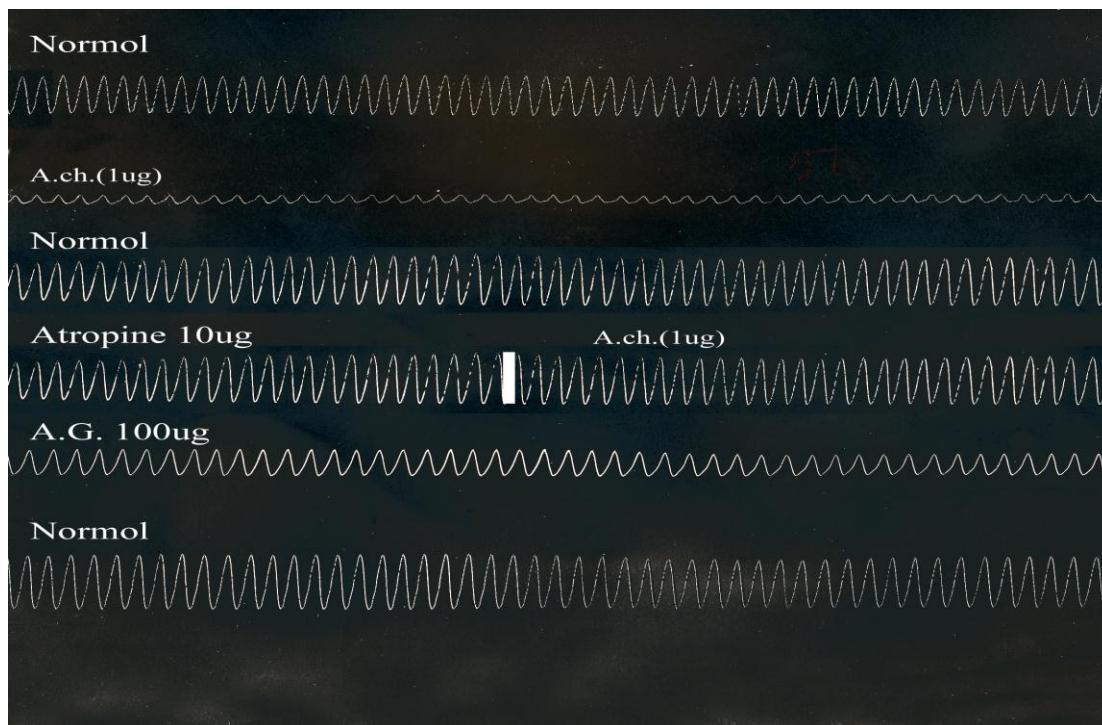 Normol
A.ch.(1ug)
Normol
Atropine 10ug A.ch.(1ug)
A.G. 100ug
Normol